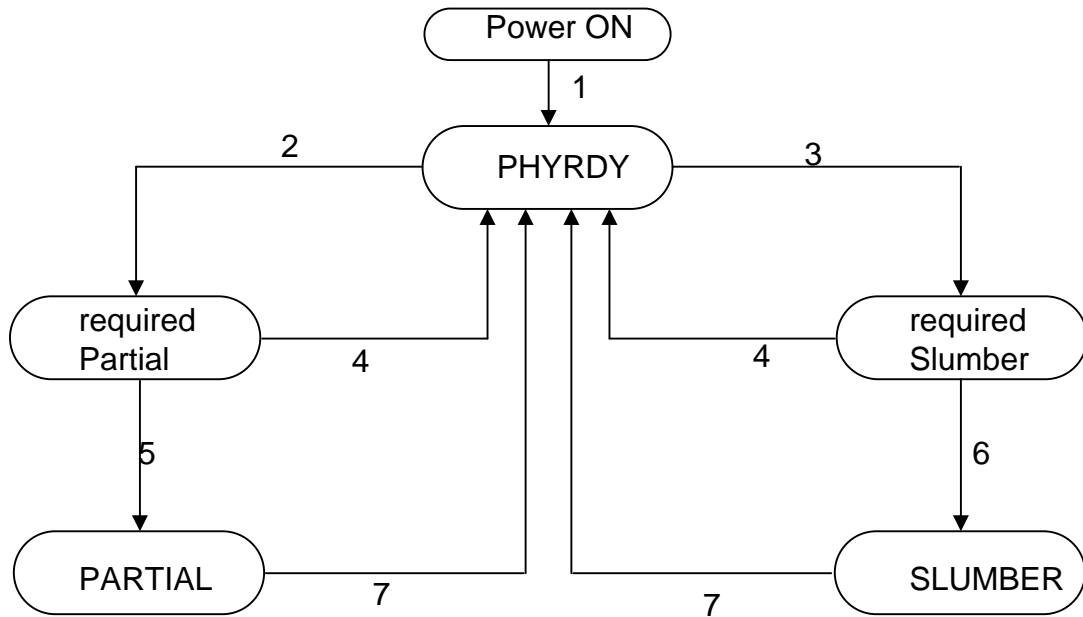 Power ON
1
2
PHYRDY
3
required
Partial
4
required
Slumber
4
5
6
PARTIAL
7
SLUMBER
7